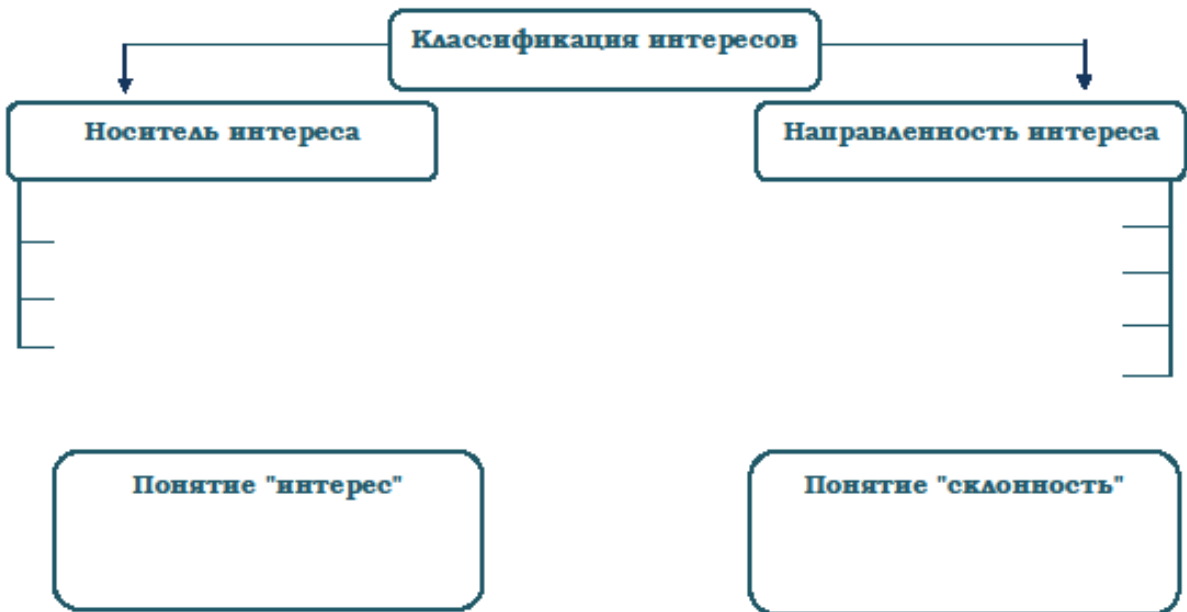 Классификация интересов
Носитель интереса
Направленность интереса
Понятие "интерес"
Понятие "склонность"